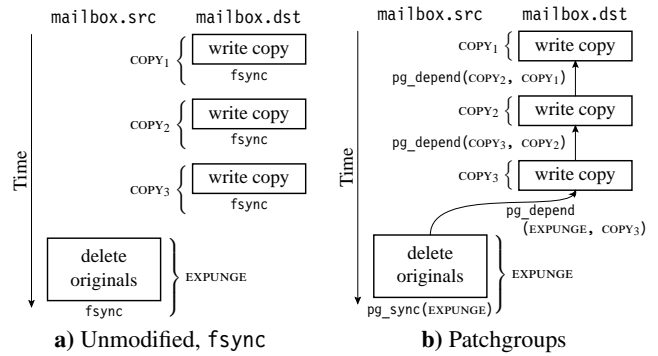 mailbox.src mailbox.dst
COPY1 write copy
fsync
COPY2 write copy
fsync
COPY3 write copy
fsync
Time
delete
originals
EXPUNGE
fsync
a) Unmodified, fsync
mailbox.src mailbox.dst
COPY1 write copy
pg_depend(COPY2, COPY1)
COPY2 write copy
pg_depend(COPY3, COPY2)
COPY3 write copy
pg_depend
(EXPUNGE, COPY3)
Time
delete
originals
EXPUNGE
pg_sync(EXPUNGE)
b) Patchgroups